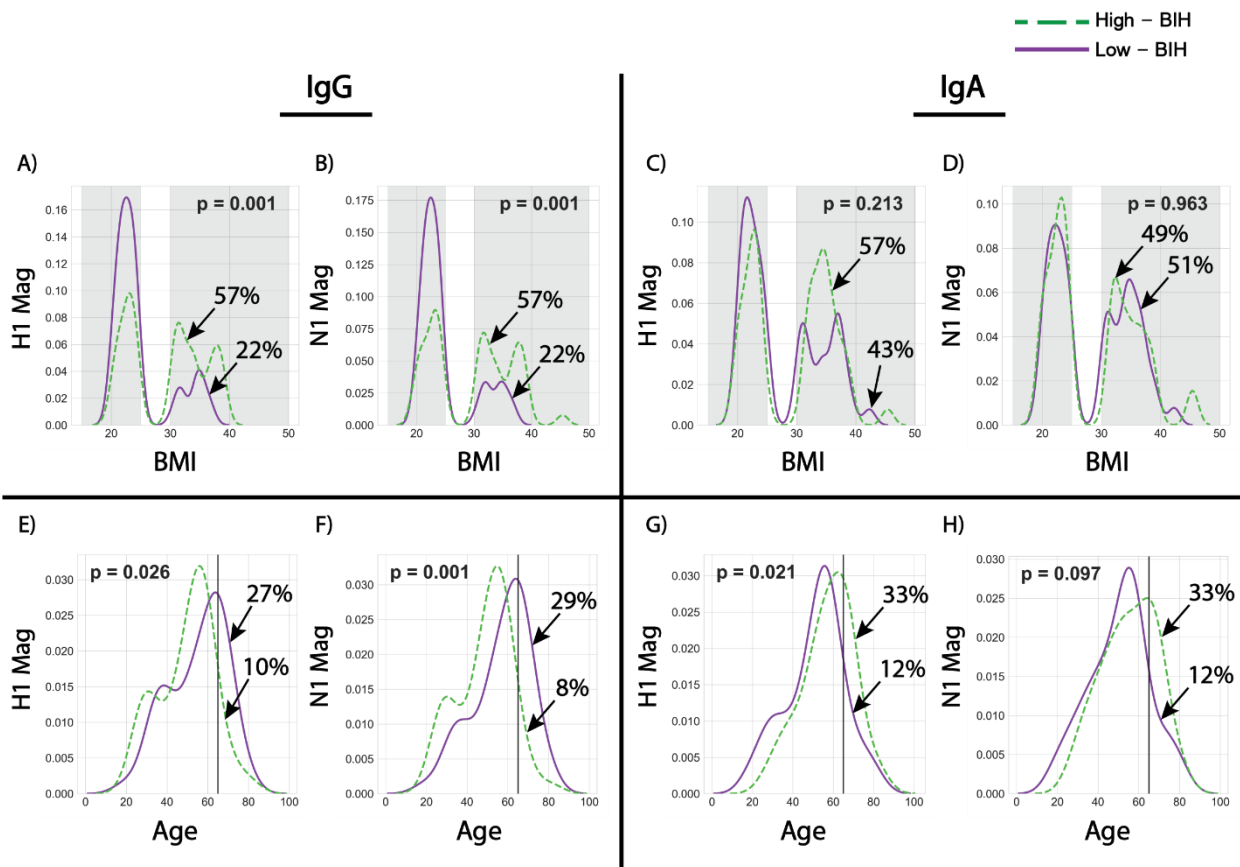 High – BIH
Low – BIH
IgG
IgA
A)
H1 Mag
0.16
0.14
0.12
0.10
0.08
0.06
0.04
0.02
0.00
p = 0.001
57%
22%
20 30 40 50
BMI
B)
N1 Mag
0.175
0.150
0.125
0.100
0.075
0.050
0.025
0.000
p = 0.001
57%
22%
20 30 40 50
BMI
C)
H1 Mag
0.10
0.08
0.06
0.04
0.02
0.00
p = 0.213
57%
43%
20 30 40 50
BMI
D)
N1 Mag
0.10
0.08
0.06
0.04
0.02
0.00
p = 0.963
49%
51%
20 30 40 50
BMI
E)
H1 Mag
0.030
0.025
0.020
0.015
0.010
0.005
0.000
p = 0.026
27%
10%
0 20 40 60 80 100
Age
F)
N1 Mag
0.030
0.025
0.020
0.015
0.010
0.005
0.000
p = 0.001
29%
8%
0 20 40 60 80 100
Age
G)
H1 Mag
0.030
0.025
0.020
0.015
0.010
0.005
0.000
p = 0.021
33%
12%
0 20 40 60 80 100
Age
H)
N1 Mag
0.030
0.025
0.020
0.015
0.010
0.005
0.000
p = 0.097
33%
12%
0 20 40 60 80 100
Age